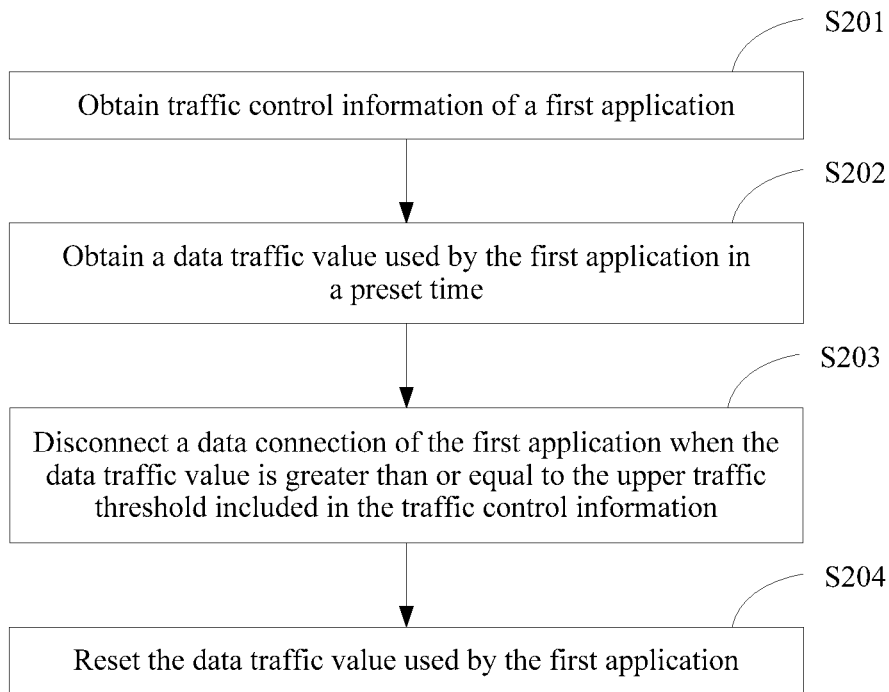 S201
Obtain traffic control information of a first application
S202
Obtain a data traffic value used by the first application in
a preset time
S203
Disconnect a data connection of the first application when the
data traffic value is greater than or equal to the upper traffic
threshold included in the traffic control information
S204
Reset the data traffic value used by the first application